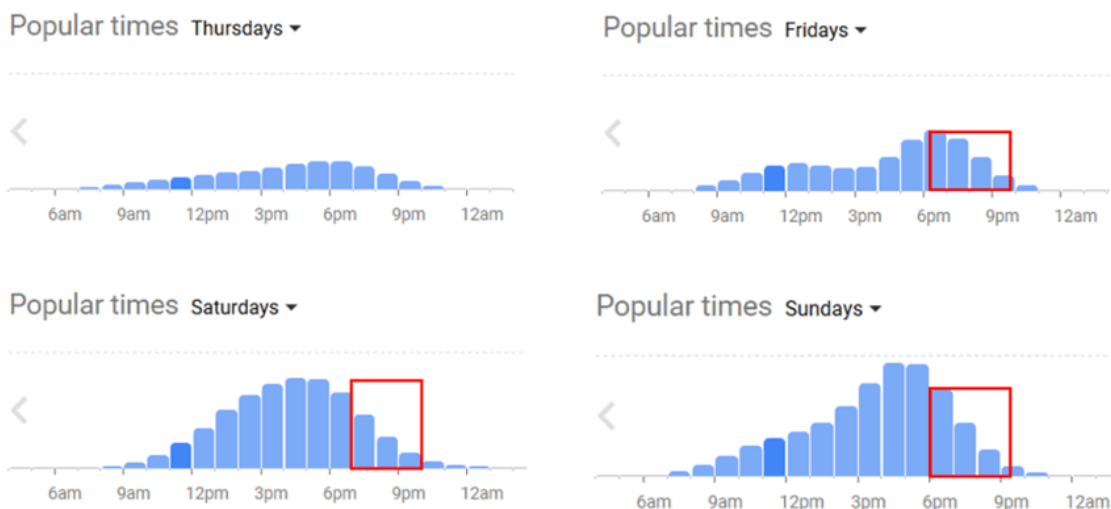 Popular times Thursdays
6am 9am 12pm 3pm 6pm 9pm 12am
Popular times Fridays
6am 9am 12pm 3pm 6pm 9pm 12am
Popular times Saturdays
6am 9am 12pm 3pm 6pm 9pm 12am
Popular times Sundays
6am 9am 12pm 3pm 6pm 9pm 12am